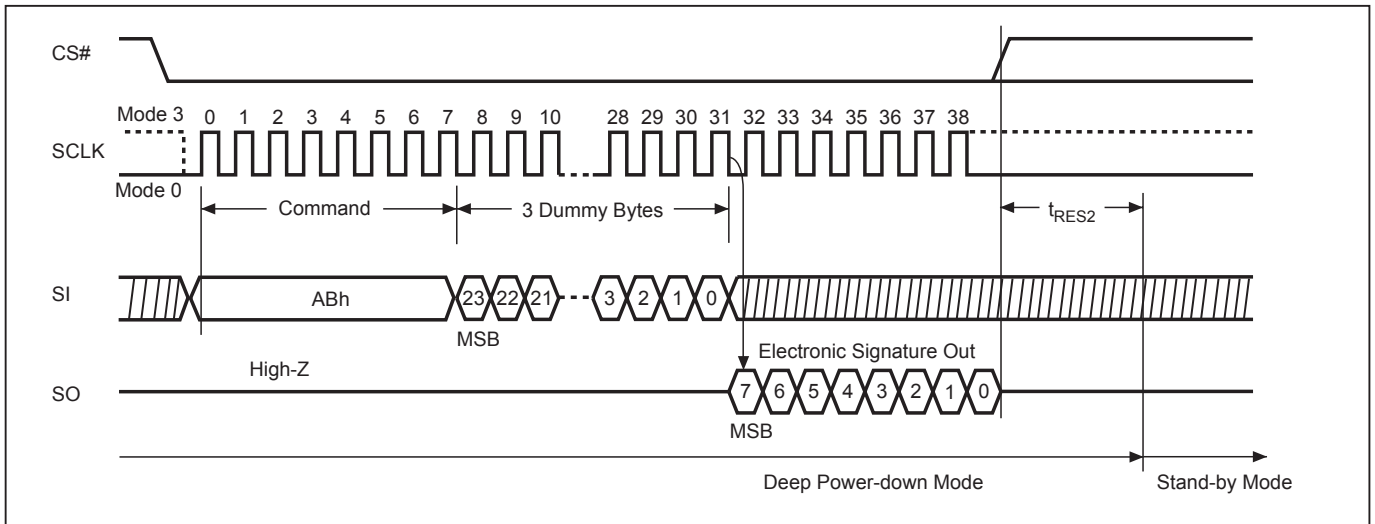 CS#
Mode 3 0 1 2 3 4 5 6 7 8 9 10 28 29 30 31 32 33 34 35 36 37 38
SCLK
Mode 0
Command 3 Dummy Bytes tRES2
SI ABh 23 22 21 3 2 1 0
MSB
High-Z Electronic Signature Out
SO 7 6 5 4 3 2 1 0
MSB
Deep Power-down Mode Stand-by Mode